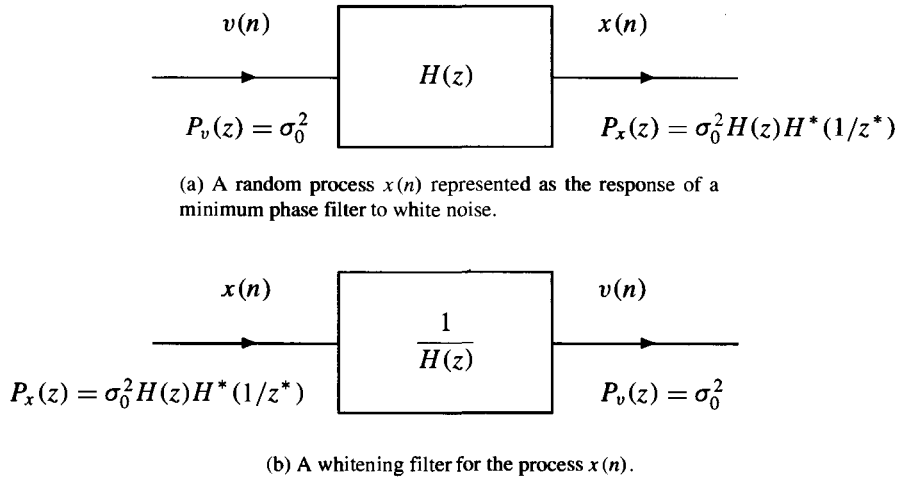 v(n) x(n)
H(z)
P_v(z) = σ_0^2 P_x(z) = σ_0^2 H(z)H*(1/z*)
(a) A random process x(n) represented as the response of a
minimum phase filter to white noise.
x(n) v(n)
1
H(z)
P_x(z) = σ_0^2 H(z)H*(1/z*) P_v(z) = σ_0^2
(b) A whitening filter for the process x(n).